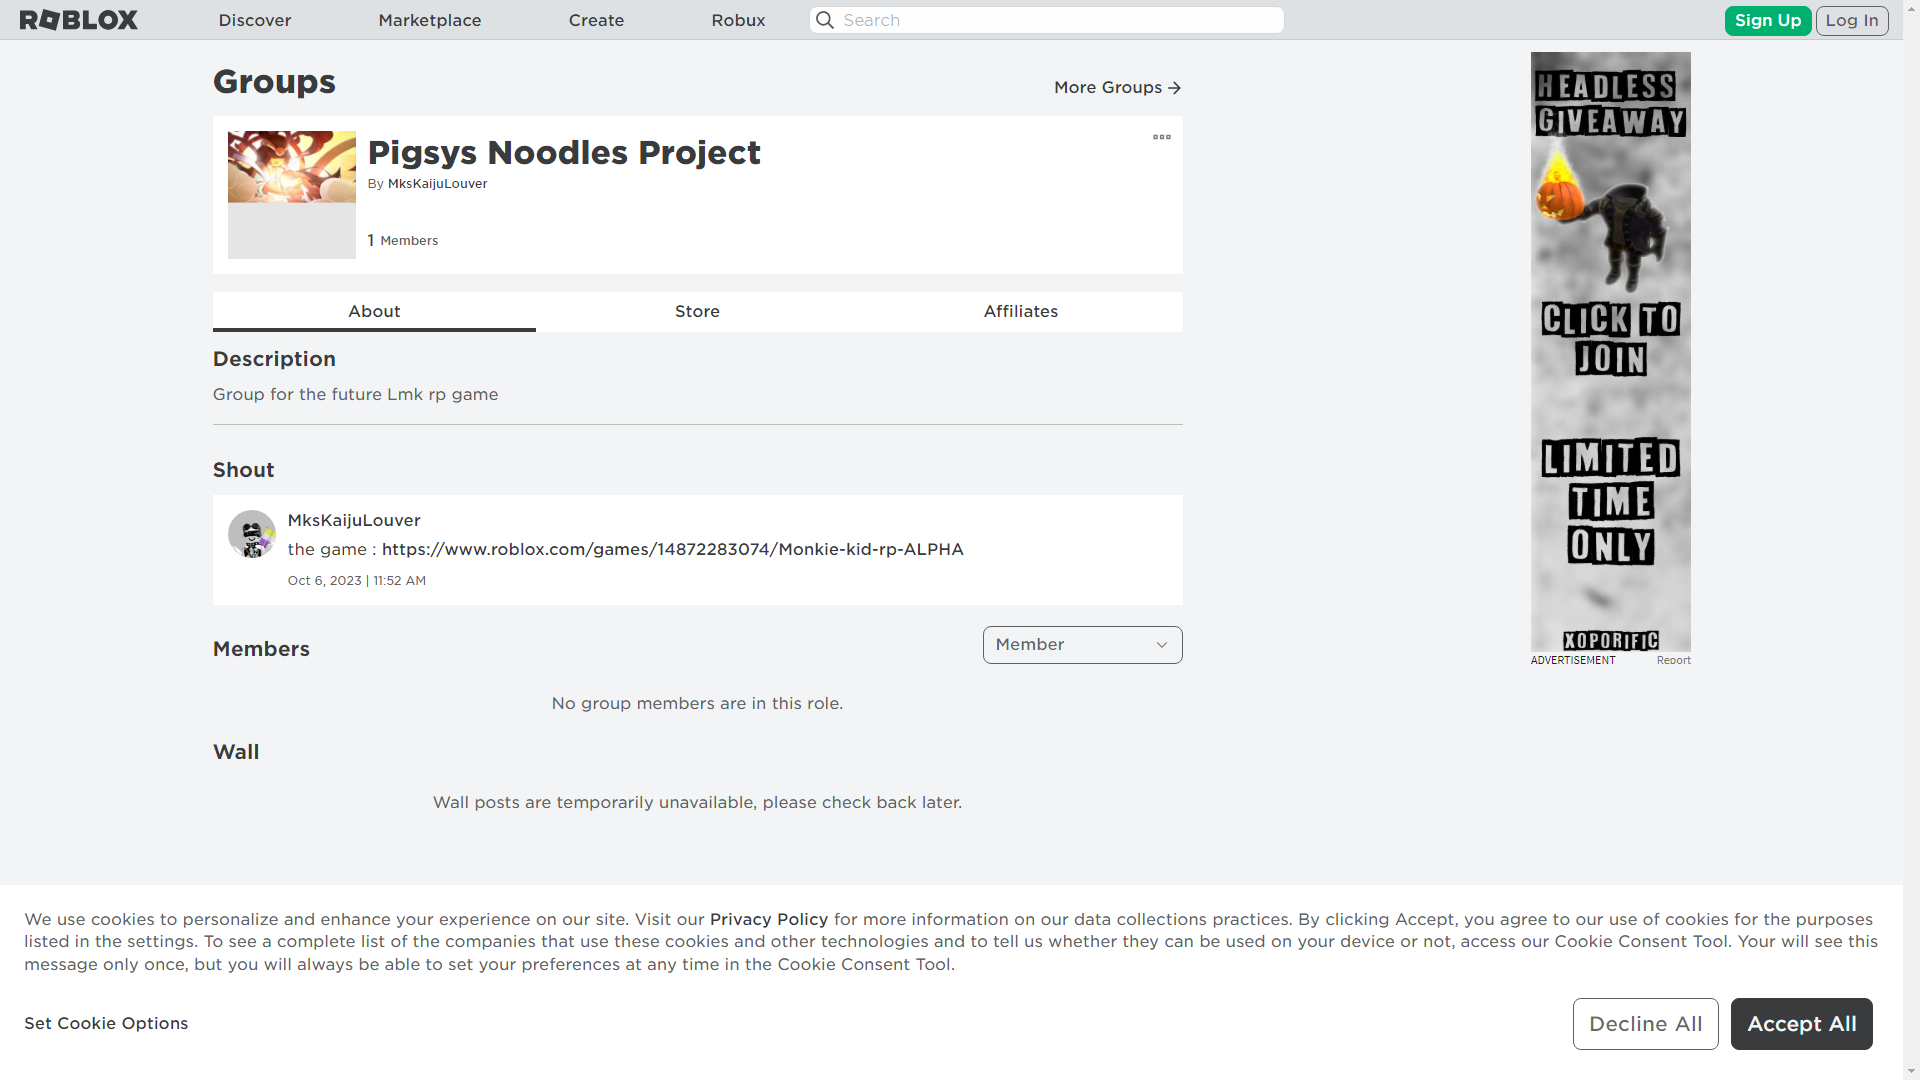 ROBLOX
Discover
Marketplace
Create
Robux
Search
Sign Up
Log In
Groups
More Groups
Pigsys Noodles Project
By MksKaijuLouver
1 Members
About
Store
Affiliates
Description
Group for the future Lmk rp game
Shout
MksKaijuLouver
the game : https://www.roblox.com/games/14872283074/Monkie-kid-rp-ALPHA
Oct 6, 2023 | 11:52 AM
Members
Member
No group members are in this role.
Wall
Wall posts are temporarily unavailable, please check back later.
HEADLESS
GIVEAWAY
CLICK TO
JOIN
LIMITED
TIME
ONLY
XOPORIFIC
ADVERTISEMENT
Report
We use cookies to personalize and enhance your experience on our site. Visit our Privacy Policy for more information on our data collections practices. By clicking Accept, you agree to our use of cookies for the purposes
listed in the settings. To see a complete list of the companies that use these cookies and other technologies and to tell us whether they can be used on your device or not, access our Cookie Consent Tool. Your will see this
message only once, but you will always be able to set your preferences at any time in the Cookie Consent Tool.
Set Cookie Options
Decline All
Accept All